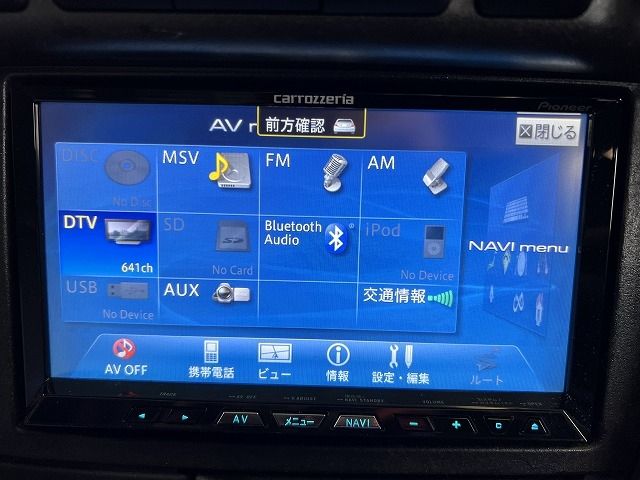 carrozzeria
Pioneer
AV
前方確認
×閉じる
DISC
No Disc
MSV
FM
AM
DTV
641ch
SD
No Card
Bluetooth Audio
iPod
No Device
NAVI menu
USB
No Device
AUX
交通情報
AV OFF
携帯電話
ビュー
情報
設定・編集
ルート
AV
メニュー
NAVI
VOLUME